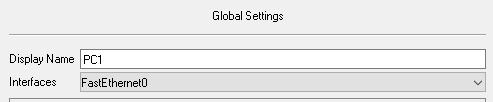 Global Settings
Display Name PC1
Interfaces FastEthernet0